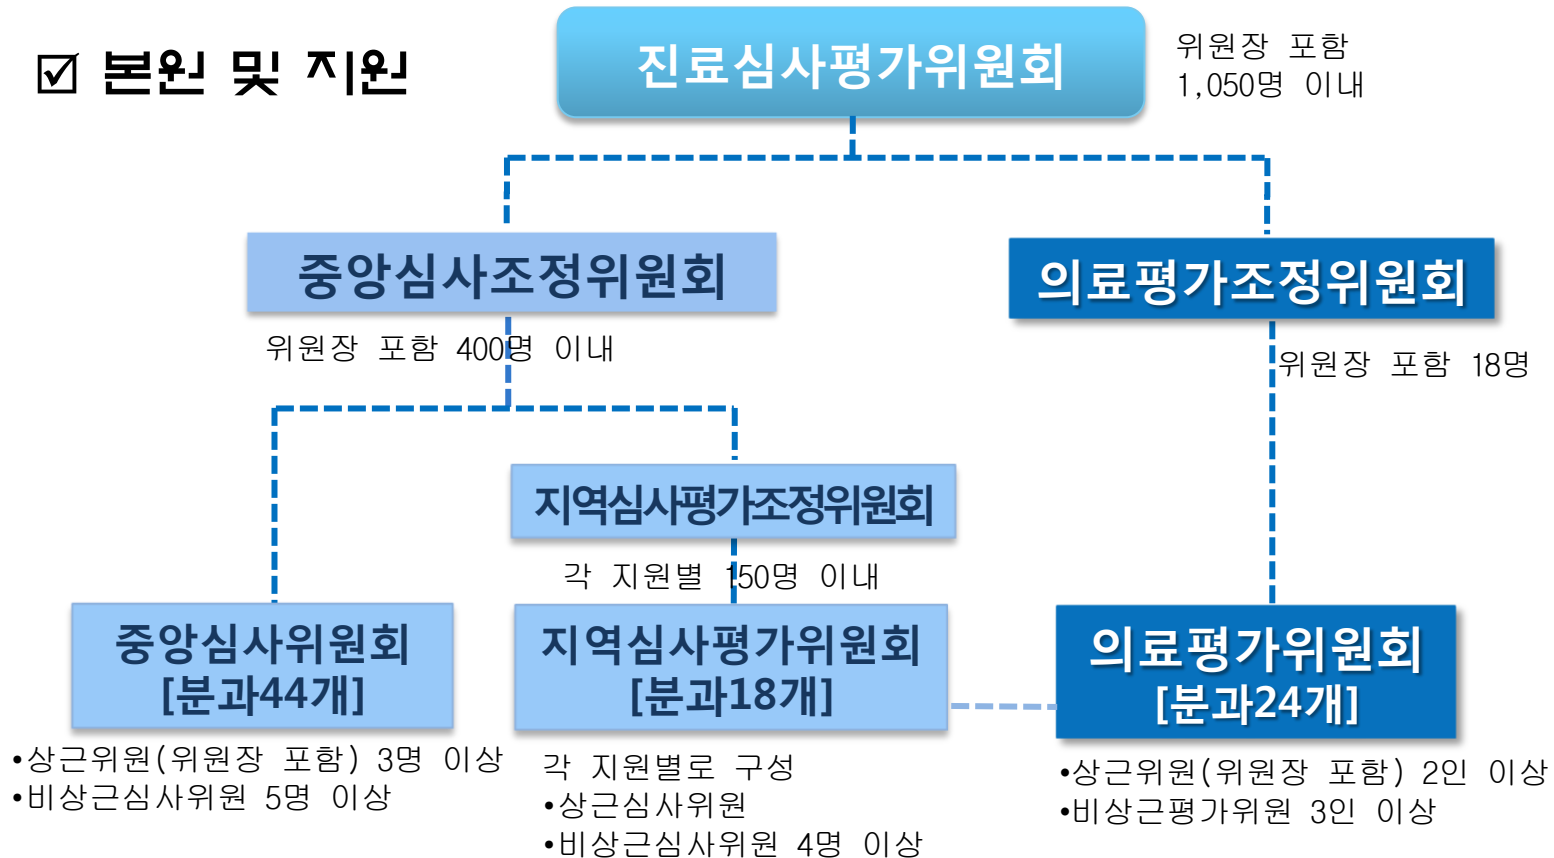 ☑ 본원 및 지원
진료심사평가위원회
위원장 포함
1,050명 이내
중앙심사조정위원회
위원장 포함 400명 이내
의료평가조정위원회
위원장 포함 18명
지역심사평가조정위원회
각 지원별 150명 이내
중앙심사위원회
[분과44개]
•상근위원(위원장 포함) 3명 이상
•비상근심사위원 5명 이상
지역심사평가위원회
[분과18개]
각 지원별로 구성
•상근심사위원
•비상근심사위원 4명 이상
의료평가위원회
[분과24개]
•상근위원(위원장 포함) 2인 이상
•비상근평가위원 3인 이상